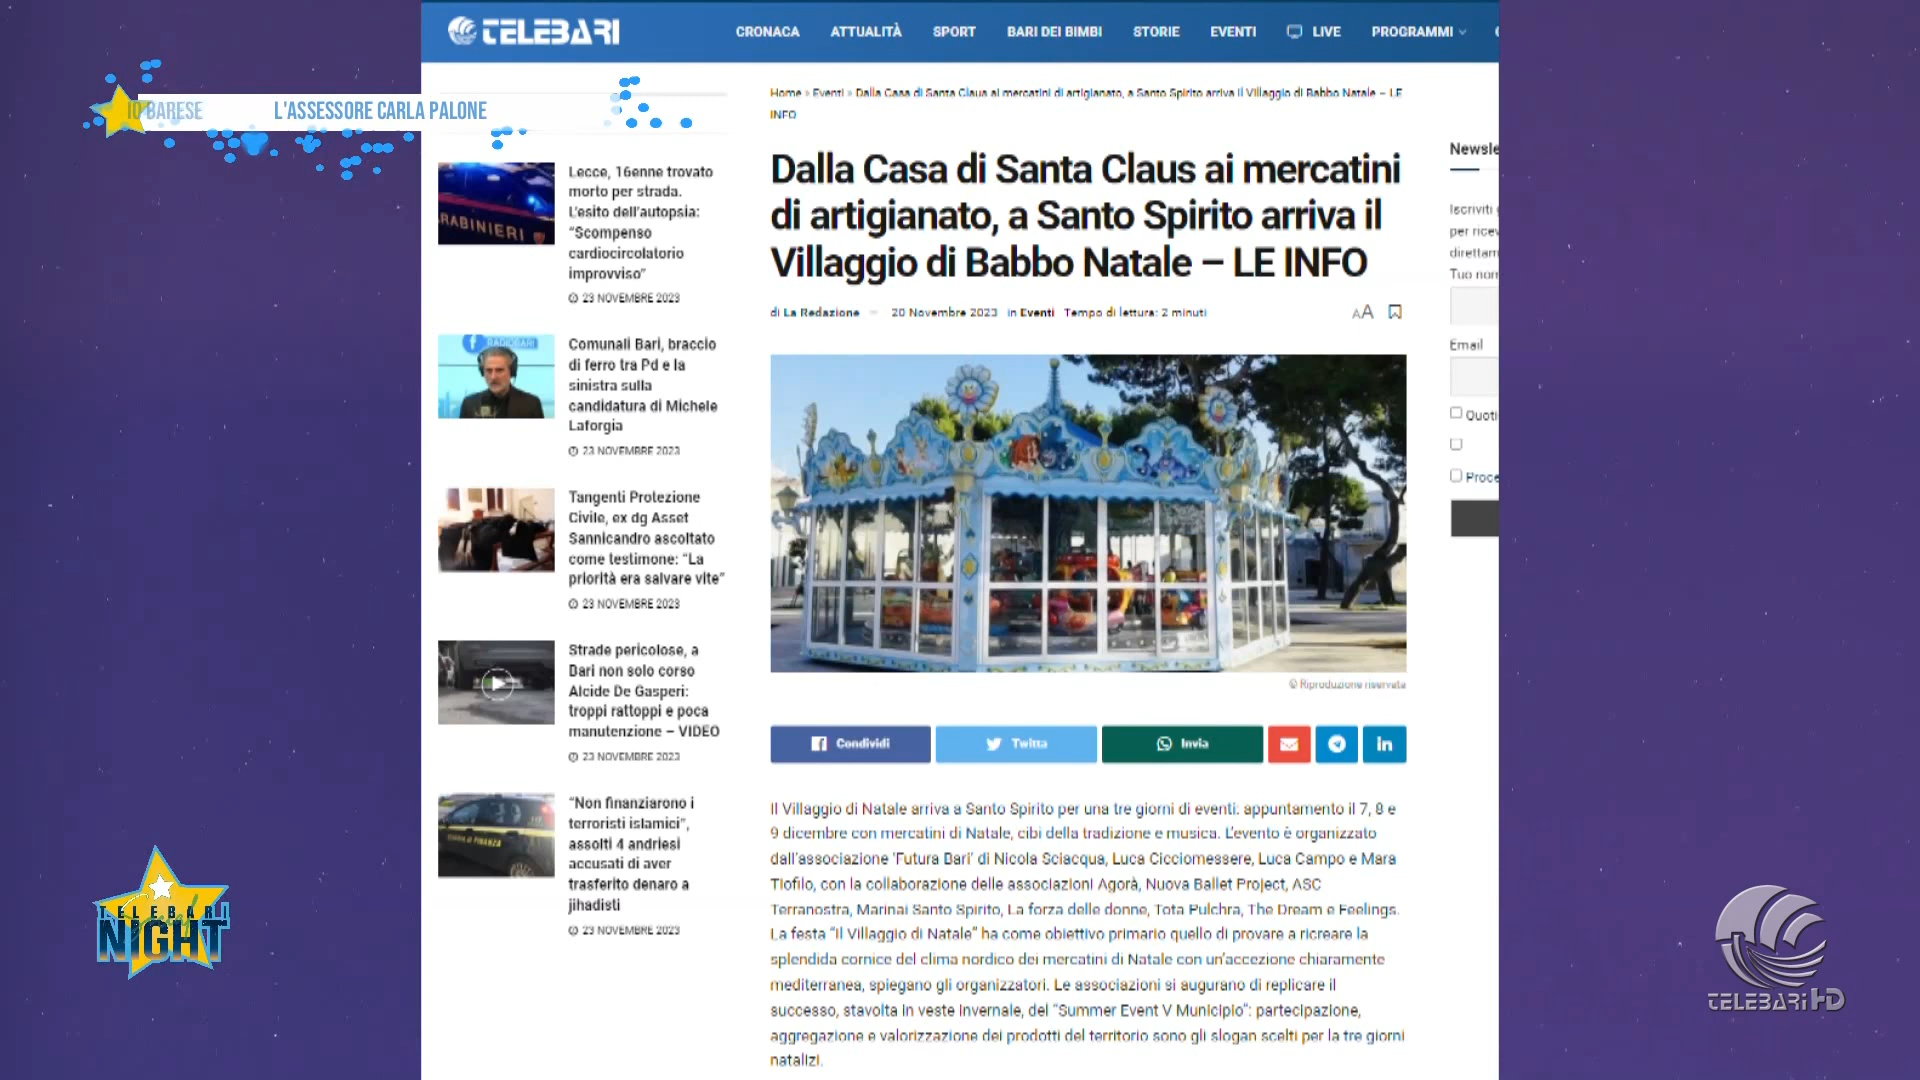 TELEBARI
CRONACA ATTUALITÀ SPORT BARI DEI BIMBI STORIE EVENTI LIVE PROGRAMMI
IO BARESE L'ASSESSORE CARLA PALONE
Home » Eventi » Dalla Casa di Santa Claus ai mercatini di artigianato, a Santo Spirito arriva il Villaggio di Babbo Natale – LE
INFO
Dalla Casa di Santa Claus ai mercatini
di artigianato, a Santo Spirito arriva il
Villaggio di Babbo Natale – LE INFO
di La Redazione — 20 Novembre 2023 in Eventi Tempo di lettura: 2 minuti
AA
© Riproduzione riservata
Condividi
Twitta
Invia
Il Villaggio di Natale arriva a Santo Spirito per una tre giorni di eventi: appuntamento il 7, 8 e
9 dicembre con mercatini di Natale, cibi della tradizione e musica. L'evento è organizzato
dall'associazione 'Futura Bari' di Nicola Sciacqua, Luca Cicciomessere, Luca Campo e Mara
Tiofilo, con la collaborazione delle associazioni Agorà, Nuova Ballet Project, ASC
Terranostra, Marinai Santo Spirito, La forza delle donne, Tota Pulchra, The Dream e Feelings.
La festa "Il Villaggio di Natale" ha come obiettivo primario quello di provare a ricreare la
splendida cornice del clima nordico dei mercatini di Natale con un'accezione chiaramente
mediterranea, spiegano gli organizzatori. Le associazioni si augurano di replicare il
successo, stavolta in veste invernale, del "Summer Event V Municipio": partecipazione,
aggregazione e valorizzazione dei prodotti del territorio sono gli slogan scelti per la tre giorni
natalizi.
RABINIERI
Lecce, 16enne trovato
morto per strada.
L'esito dell'autopsia:
"Scompenso
cardiocircolatorio
improvviso"
23 NOVEMBRE 2023
RADIOBARI
Comunali Bari, braccio
di ferro tra Pd e la
sinistra sulla
candidatura di Michele
Laforgia
23 NOVEMBRE 2023
Tangenti Protezione
Civile, ex dg Asset
Sannicandro ascoltato
come testimone: "La
priorità era salvare vite"
23 NOVEMBRE 2023
Strade pericolose, a
Bari non solo corso
Alcide De Gasperi:
troppi rattoppi e poca
manutenzione – VIDEO
23 NOVEMBRE 2023
"Non finanziarono i
terroristi islamici",
assolti 4 andriesi
accusati di aver
trasferito denaro a
jihadisti
23 NOVEMBRE 2023
Newsle
Iscriviti
per ricev
direttam
Tuo nom
Email
Quoti
Proce
TELEBARI
NIGHT
TELEBARI HD